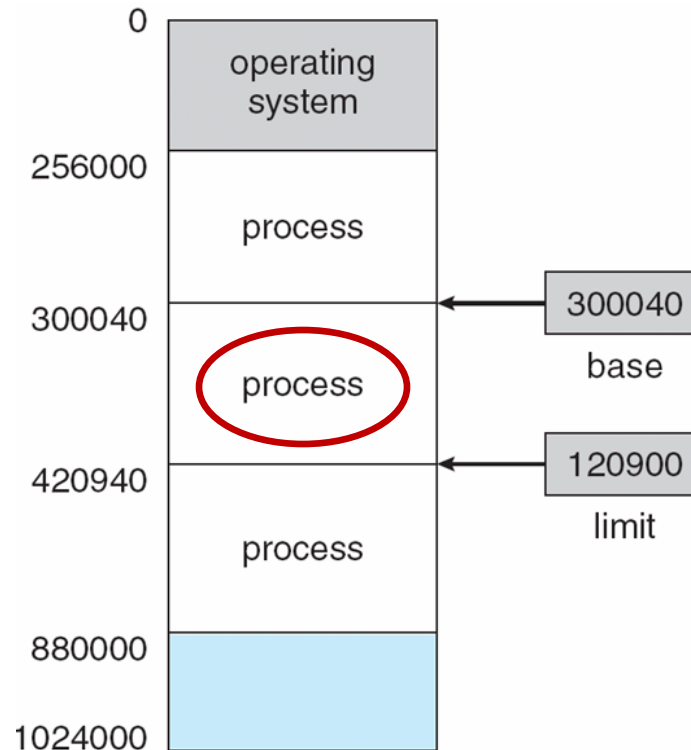 0
operating
system
256000
process
300040
300040
base
process
420940
120900
limit
process
880000
1024000